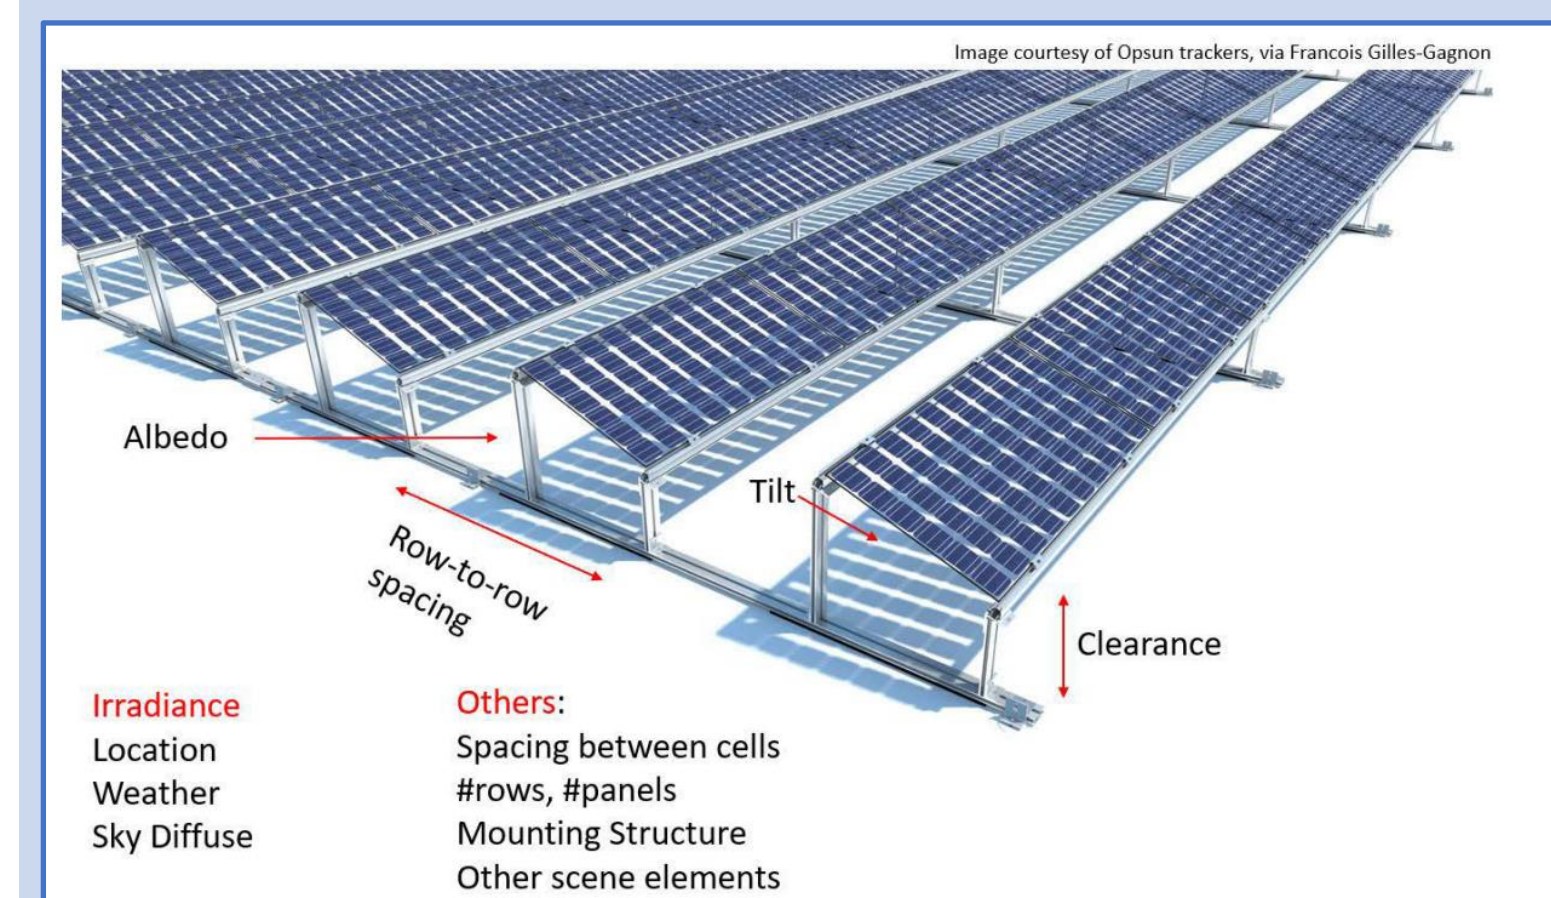 Image courtesy of Opsun trackers, via Francois Gilles-Gagnon
Albedo
Tilt
Row-to-row
spacing
Clearance
Irradiance
Location
Weather
Sky Diffuse
Others:
Spacing between cells
#rows, #panels
Mounting Structure
Other scene elements